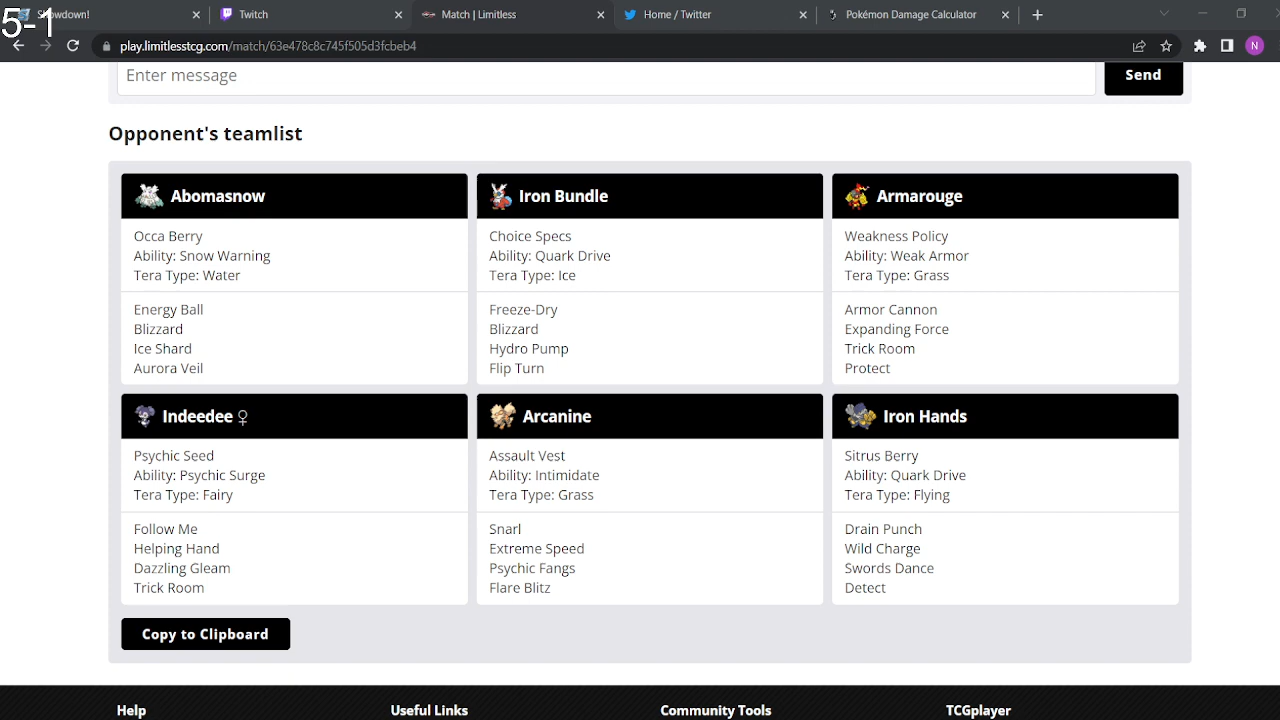 5-1
Showdown!
Twitch
Match | Limitless
Home / Twitter
Pokémon Damage Calculator
play.limitlesstcg.com/match/63e478c8c745f505d3fcbeb4
N
Enter message
Send
Opponent's teamlist
Abomasnow
Occa Berry
Ability: Snow Warning
Tera Type: Water
Energy Ball
Blizzard
Ice Shard
Aurora Veil
Iron Bundle
Choice Specs
Ability: Quark Drive
Tera Type: Ice
Freeze-Dry
Blizzard
Hydro Pump
Flip Turn
Armarouge
Weakness Policy
Ability: Weak Armor
Tera Type: Grass
Armor Cannon
Expanding Force
Trick Room
Protect
Indeedee ♀
Psychic Seed
Ability: Psychic Surge
Tera Type: Fairy
Follow Me
Helping Hand
Dazzling Gleam
Trick Room
Arcanine
Assault Vest
Ability: Intimidate
Tera Type: Grass
Snarl
Extreme Speed
Psychic Fangs
Flare Blitz
Iron Hands
Sitrus Berry
Ability: Quark Drive
Tera Type: Flying
Drain Punch
Wild Charge
Swords Dance
Detect
Copy to Clipboard
Help
Useful Links
Community Tools
TCGplayer